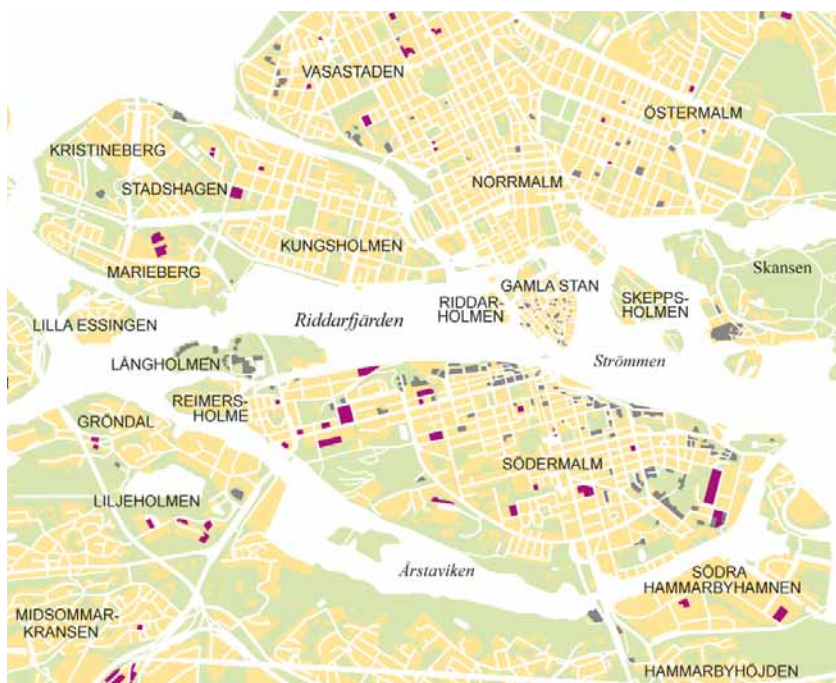 VASASTADEN
ÖSTERMALM
KRISTINEBERG
STADSHAGEN
NORRMALM
KUNGSHOLMEN
MARIEBERG
Skansen
GAMLA STAN
RIDDAR-
HOLMEN
SKEPPS-
HOLMEN
LILLA ESSINGEN
Riddarfjärden
LÅNGHOLMEN
Strömmen
REIMERS-
HOLME
GRÖNDAL
SÖDERMALM
LILJEHOLMEN
Årstaviken
SÖDRA
HAMMARBYHAMNEN
MIDSOMMAR-
KRANSEN
HAMMARBYHÖJDEN